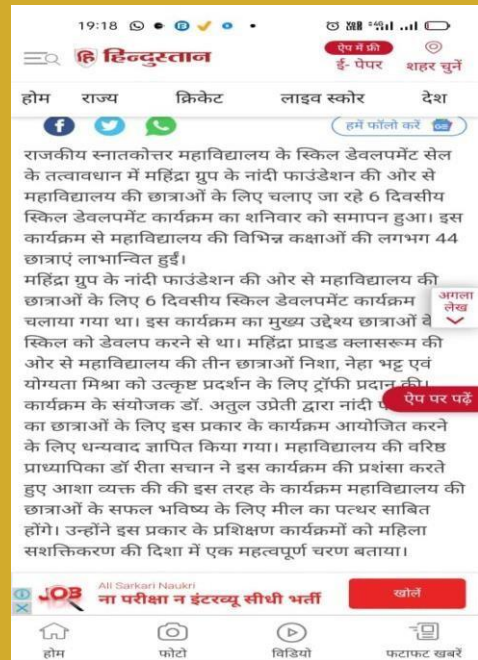 19:18
हि हिन्दुस्तान
ऐप में फ्री
ई- पेपर
शहर चुनें
होम राज्य क्रिकेट लाइव स्कोर देश
हमें फॉलो करें
राजकीय स्नातकोत्तर महाविद्यालय के स्किल डेवलपमेंट सेल
के तत्वावधान में महिंद्रा ग्रुप के नांदी फाउंडेशन की ओर से
महाविद्यालय की छात्राओं के लिए चलाए जा रहे 6 दिवसीय
स्किल डेवलपमेंट कार्यक्रम का शनिवार को समापन हुआ। इस
कार्यक्रम से महाविद्यालय की विभिन्न कक्षाओं की लगभग 44
छात्राएं लाभान्वित हुईं।
महिंद्रा ग्रुप के नांदी फाउंडेशन की ओर से महाविद्यालय की
छात्राओं के लिए 6 दिवसीय स्किल डेवलपमेंट कार्यक्रम
अगला
लेख
चलाया गया था। इस कार्यक्रम का मुख्य उद्देश्य छात्राओं के
स्किल को डेवलप करने से था। महिंद्रा प्राइड क्लासरूम की
ओर से महाविद्यालय की तीन छात्राओं निशा, नेहा भट्ट एवं
योग्यता मिश्रा को उत्कृष्ट प्रदर्शन के लिए ट्रॉफी प्रदान की।
ऐप पर पढ़ें
कार्यक्रम के संयोजक डॉ. अतुल उप्रेती द्वारा नांदी
का छात्राओं के लिए इस प्रकार के कार्यक्रम आयोजित करने
के लिए धन्यवाद ज्ञापित किया गया। महाविद्यालय की वरिष्ठ
प्राध्यापिका डॉ रीता सचान ने इस कार्यक्रम की प्रशंसा करते
हुए आशा व्यक्त की की इस तरह के कार्यक्रम महाविद्यालय की
छात्राओं के सफल भविष्य के लिए मील का पत्थर साबित
होंगे। उन्होंने इस प्रकार के प्रशिक्षण कार्यक्रमों को महिला
सशक्तिकरण की दिशा में एक महत्वपूर्ण चरण बताया।
JOB
All Sarkari Naukri
ना परीक्षा न इंटरव्यू सीधी भर्ती
खोलें
होम फोटो विडियो फटाफट खबरें